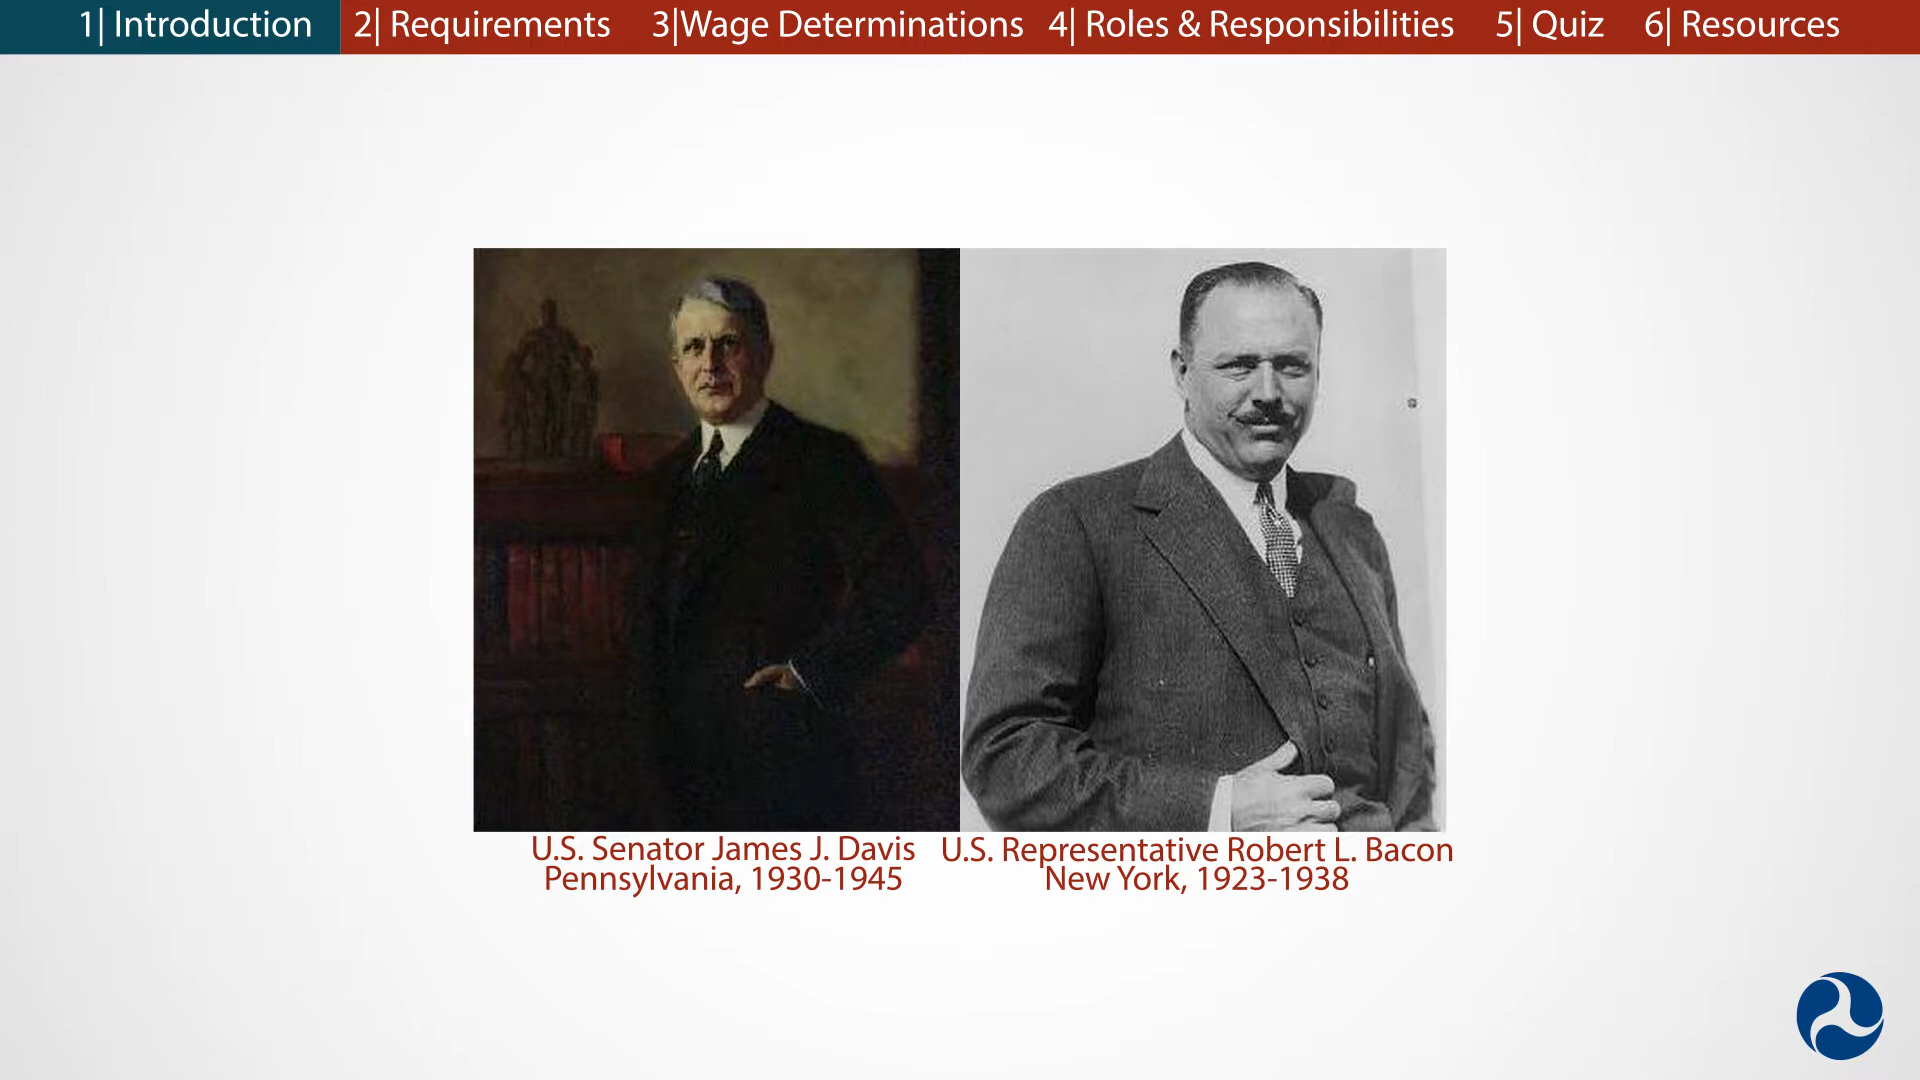 1| Introduction 2| Requirements 3|Wage Determinations 4| Roles & Responsibilities 5| Quiz 6| Resources
U.S. Senator James J. Davis
Pennsylvania, 1930-1945
U.S. Representative Robert L. Bacon
New York, 1923-1938